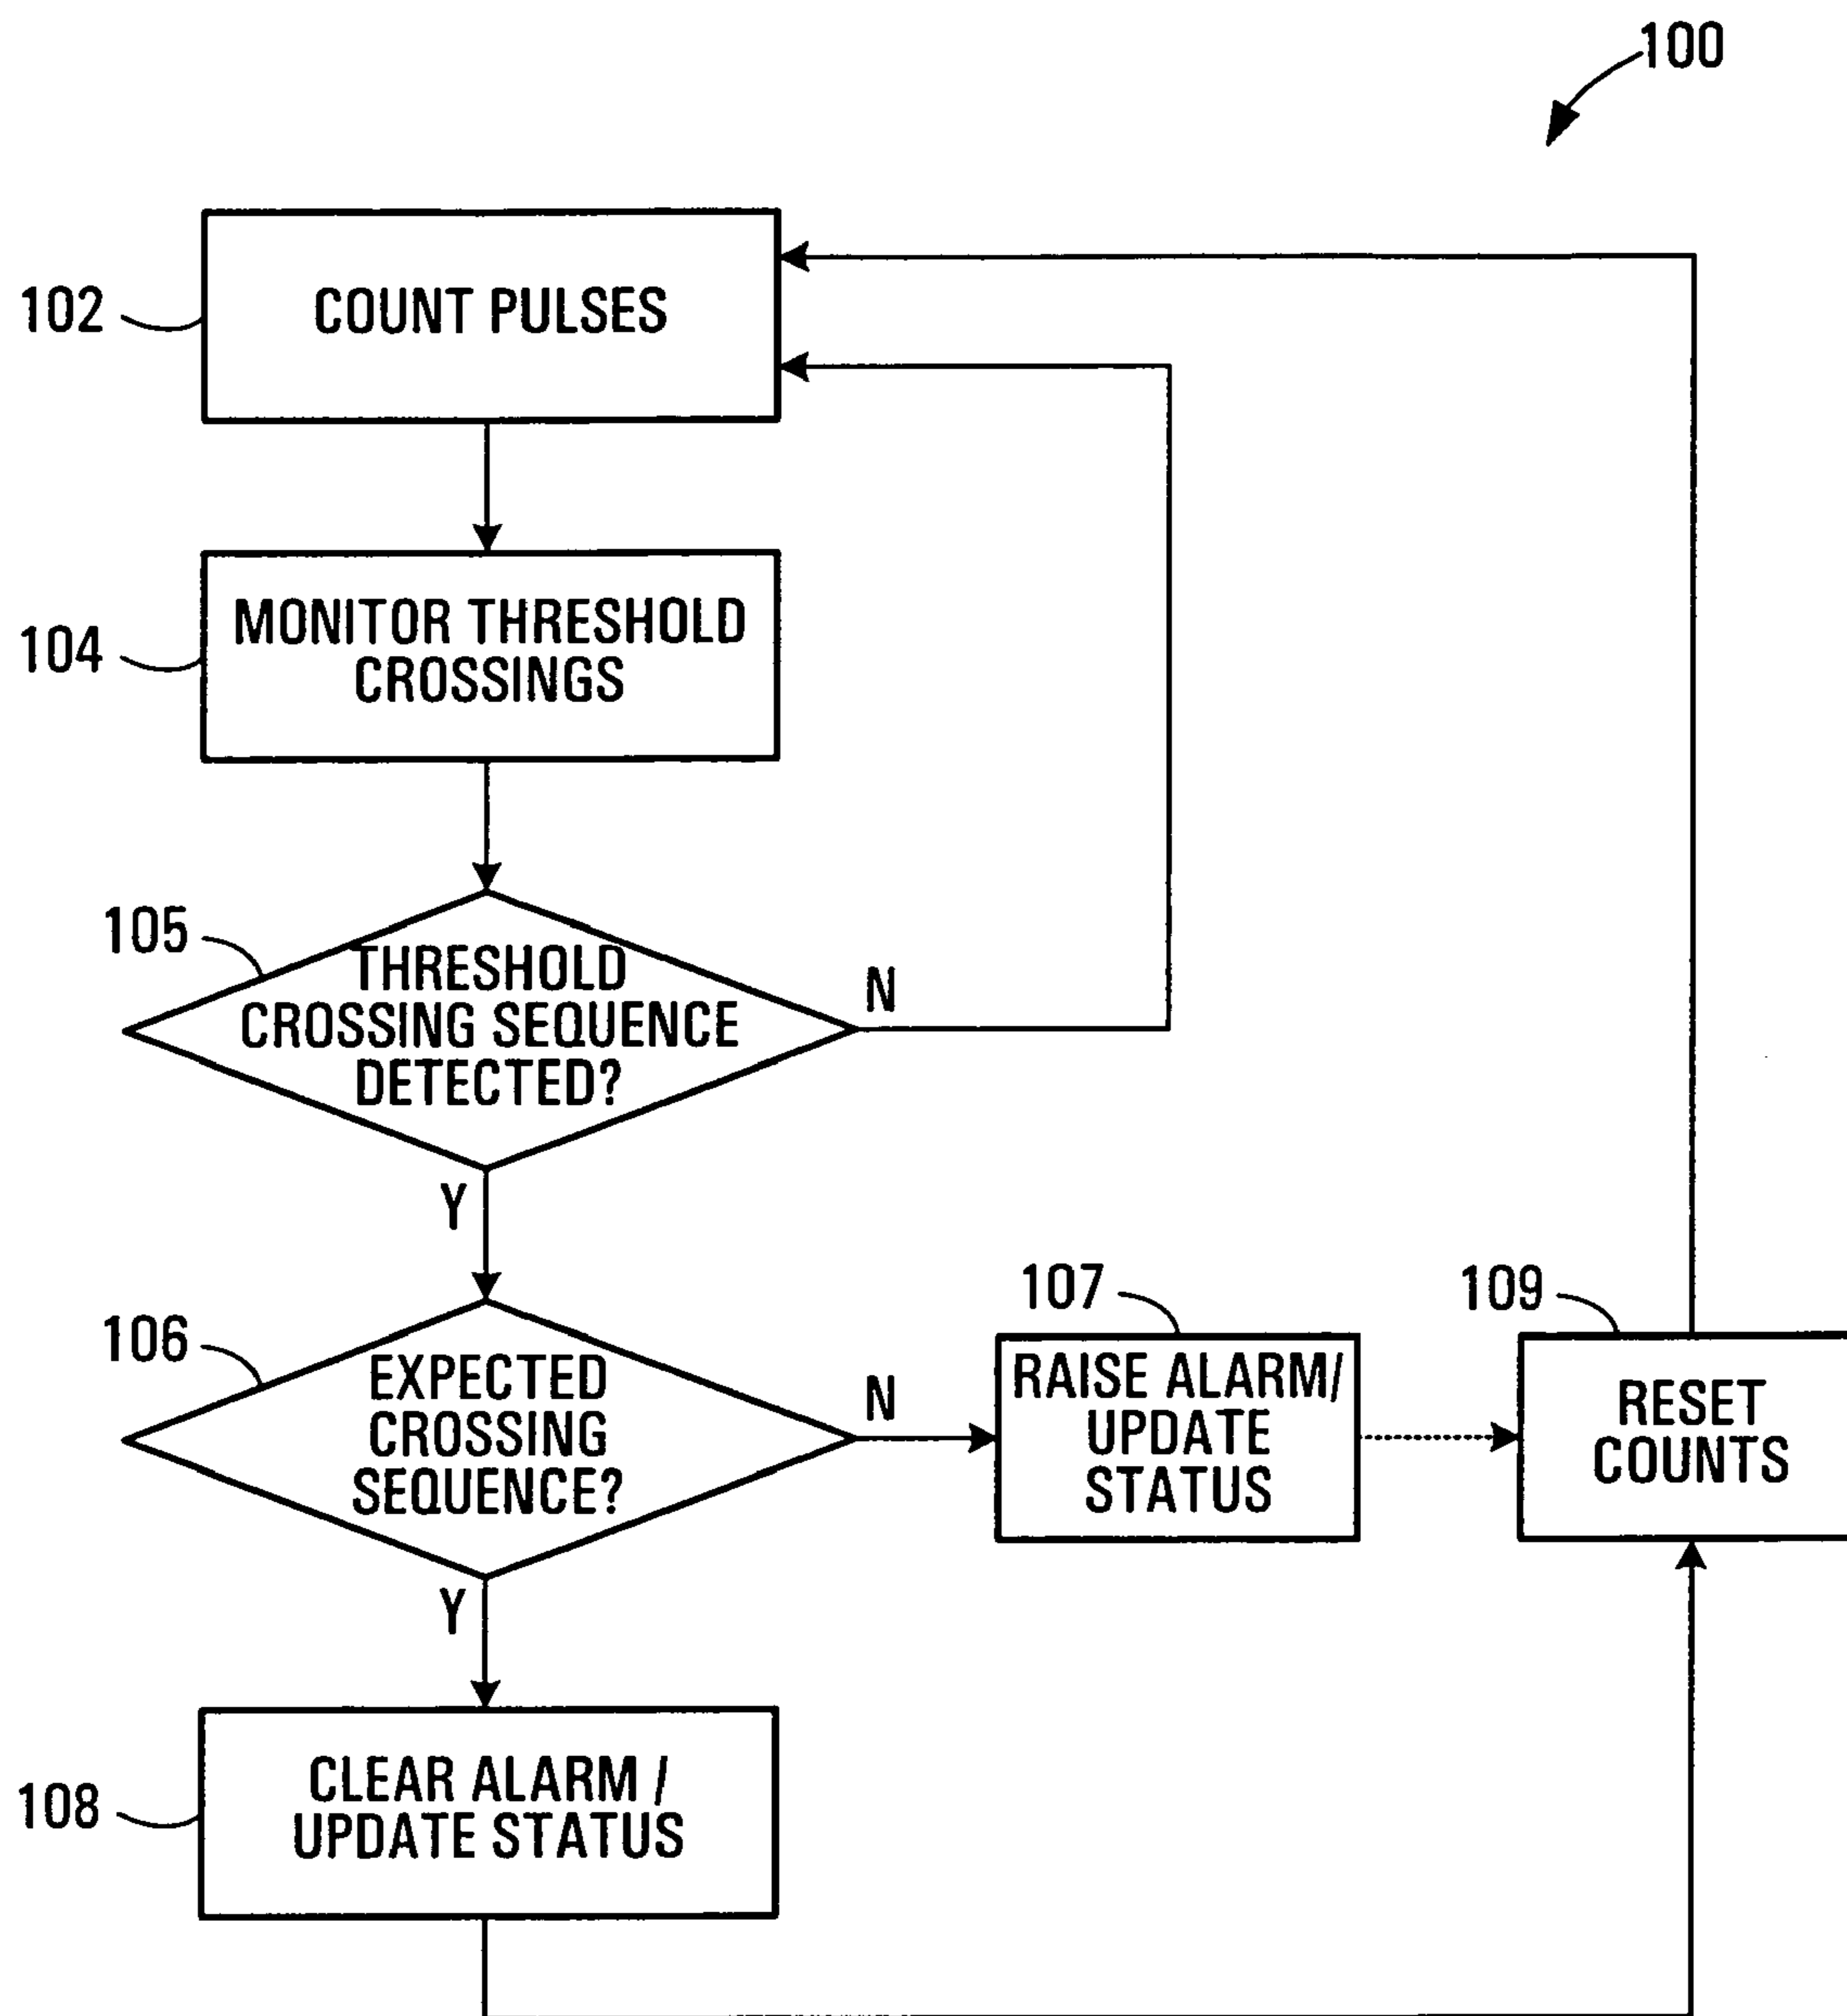 100
102
COUNT PULSES
104
MONITOR THRESHOLD
CROSSINGS
105
THRESHOLD
CROSSING SEQUENCE
DETECTED?
N
Y
106
EXPECTED
CROSSING
SEQUENCE?
N
107
RAISE ALARM/
UPDATE
STATUS
109
RESET
COUNTS
Y
108
CLEAR ALARM /
UPDATE STATUS